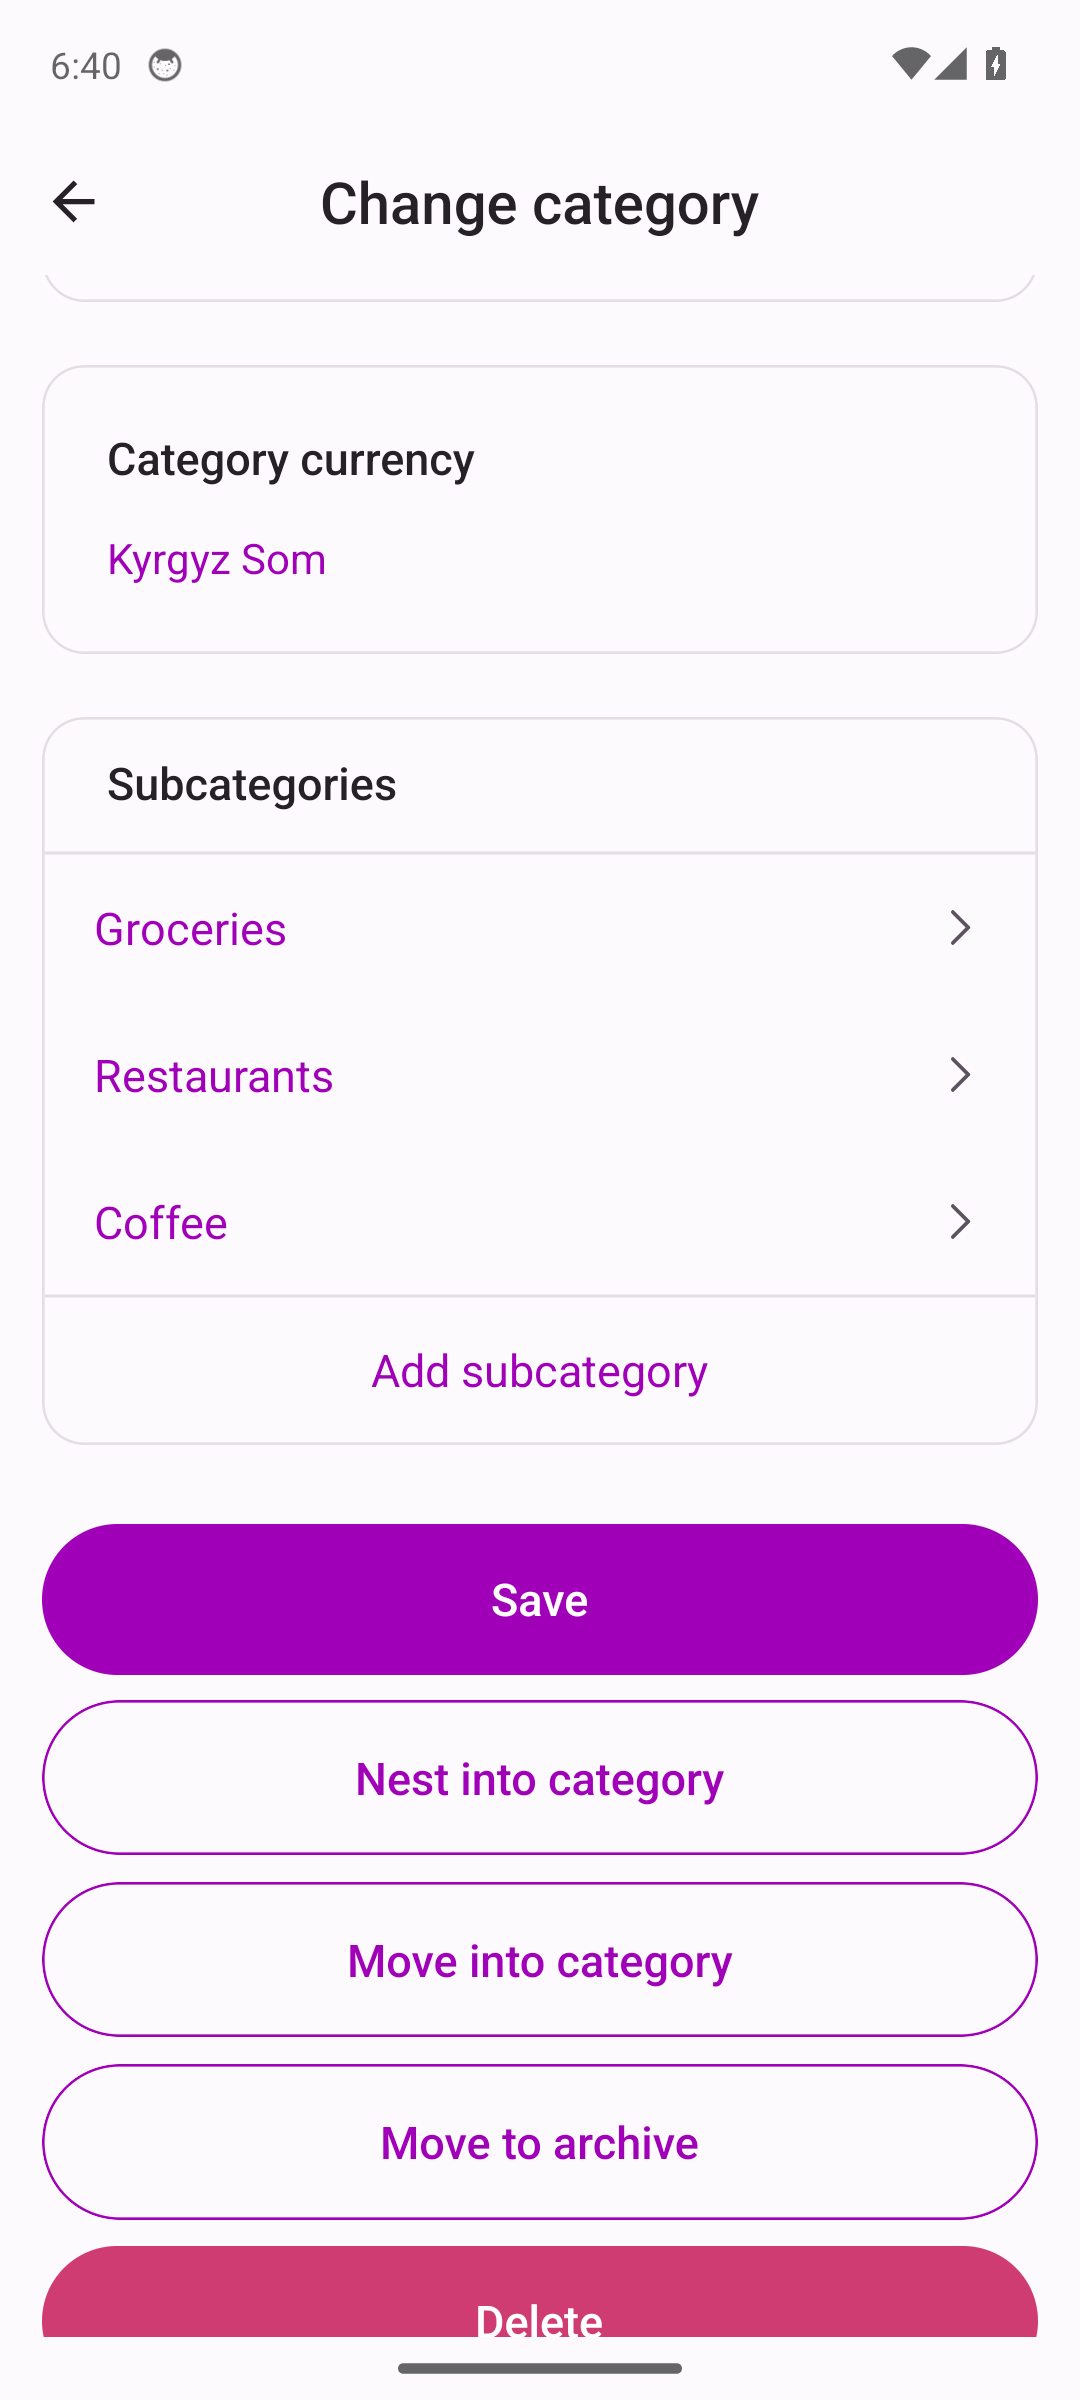 6:40
Change category
Category currency
Kyrgyz Som
Subcategories
Groceries
Restaurants
Coffee
Add subcategory
Save
Nest into category
Move into category
Move to archive
Delete